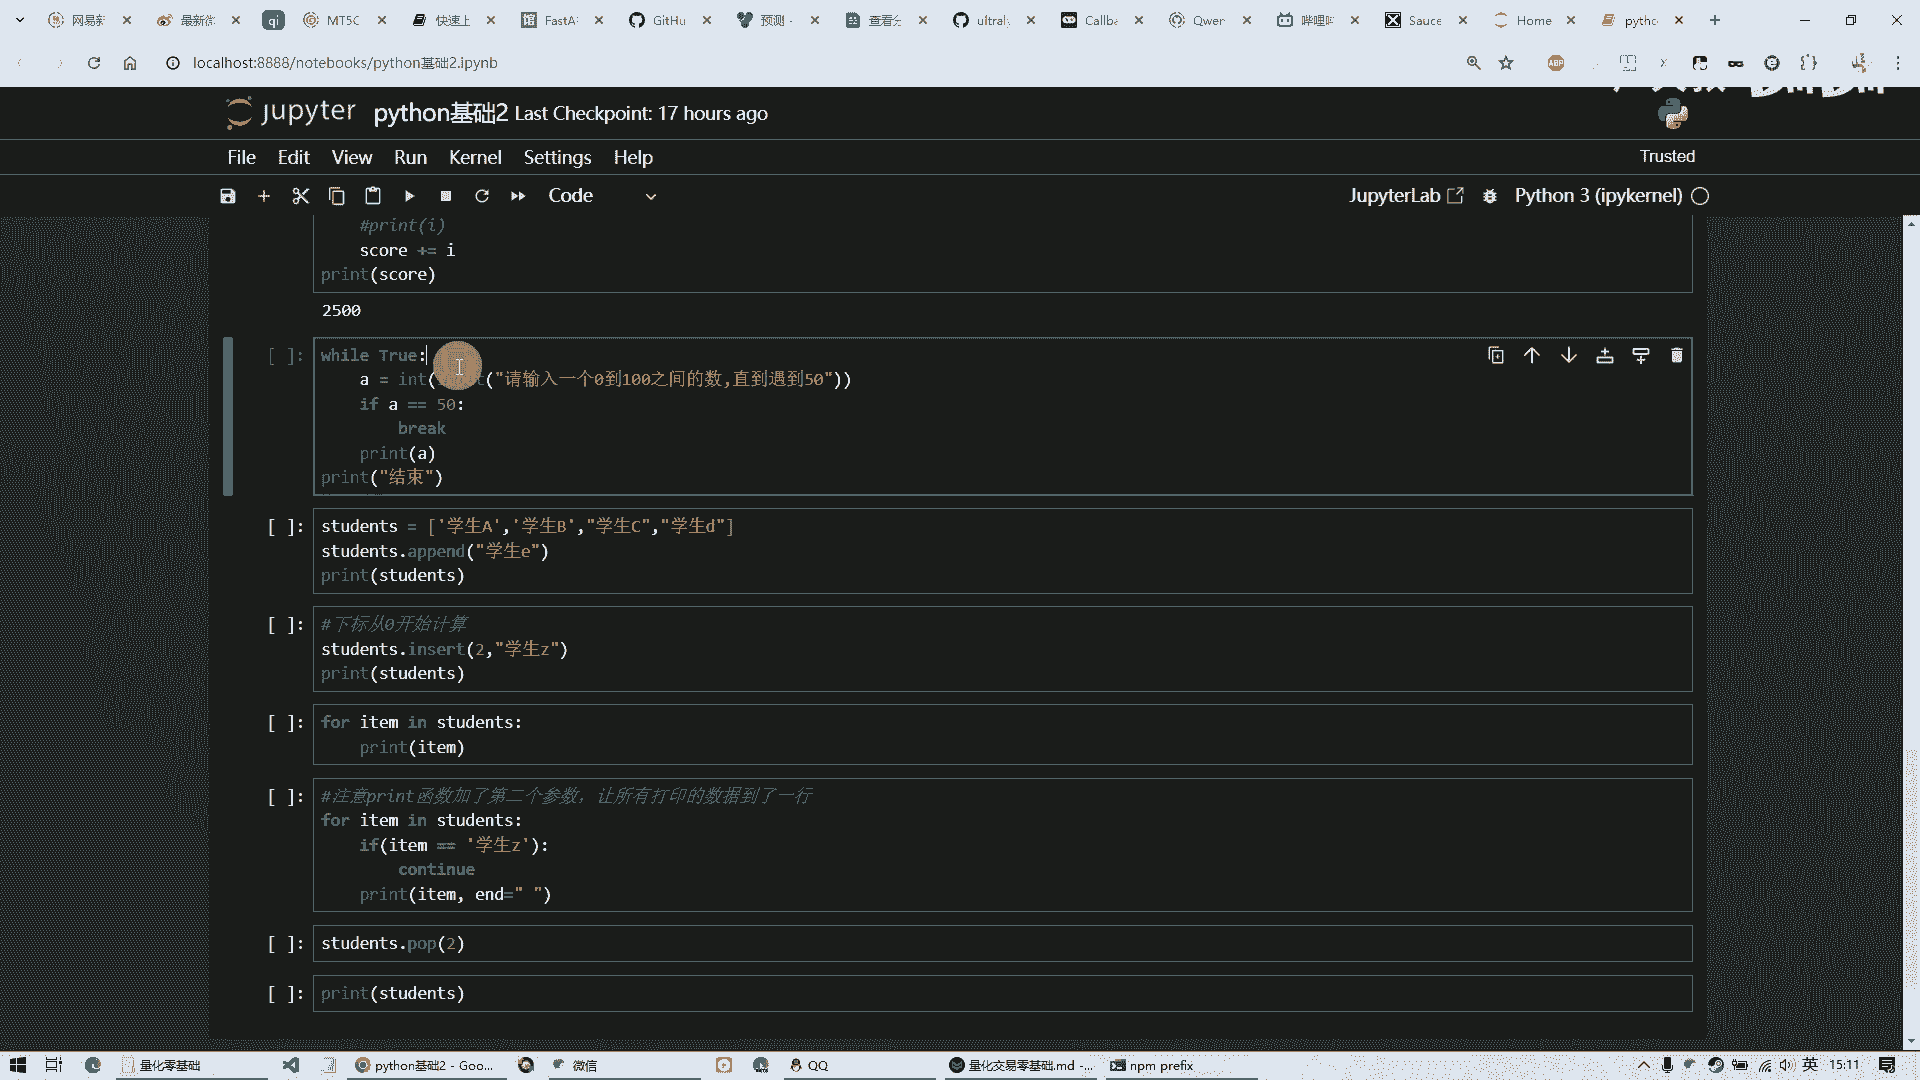 网易新
最新微
qi
MT5C
快速上
FastA
GitHu
预测 -
查看分
ultraly
Callba
Qwen
哔哩哔
Sauce
Home
pytho
localhost:8888/notebooks/python基础2.ipynb
ABP
jupyter python基础2 Last Checkpoint: 17 hours ago
File Edit View Run Kernel Settings Help
Trusted
Code
JupyterLab
Python 3 (ipykernel)
#print(i)
score += i
print(score)
2500
[ ]: while True:
a = int( ("请输入一个0到100之间的数,直到遇到50"))
if a == 50:
break
print(a)
print("结束")
[ ]: students = ['学生A','学生B',"学生C","学生d"]
students.append("学生e")
print(students)
[ ]: #下标从0开始计算
students.insert(2,"学生z")
print(students)
[ ]: for item in students:
print(item)
[ ]: #注意print函数加了第二个参数，让所有打印的数据到了一行
for item in students:
if(item == '学生z'):
continue
print(item, end=" ")
[ ]: students.pop(2)
[ ]: print(students)
量化零基础
python基础2 - Goo...
微信
QQ
量化交易零基础.md -...
npm prefix
英
15:11